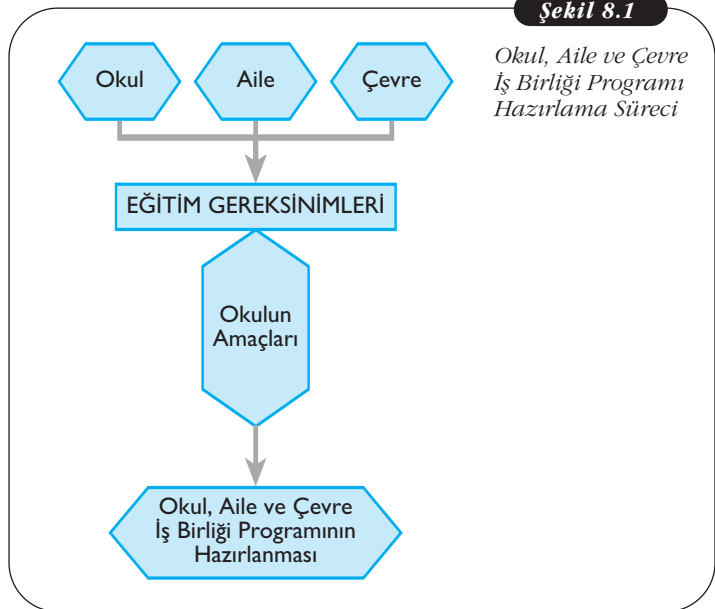 Şekil 8.1
Okul, Aile ve Çevre
İş Birliği Programı
Hazırlama Süreci
Okul
Aile
Çevre
EĞİTİM GEREKSİNİMLERİ
Okulun
Amaçları
Okul, Aile ve Çevre
İş Birliği Programının
Hazırlanması